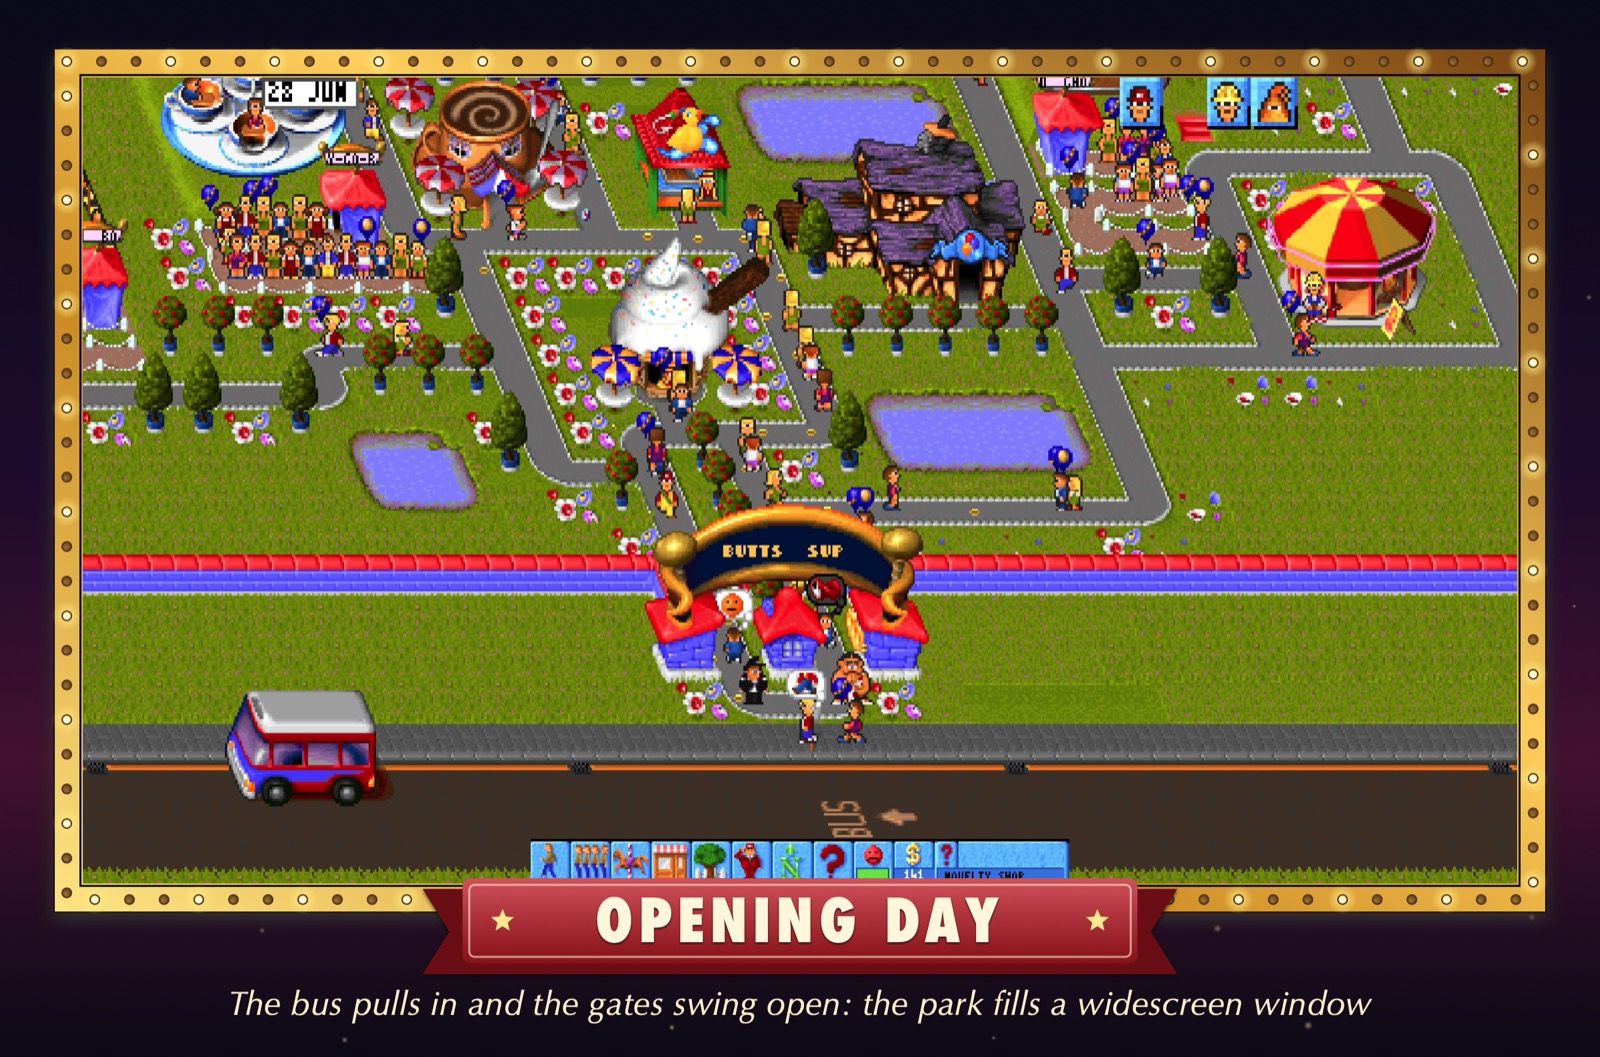 28 JUN
BUTTS SUP
BUS
$
141
NOVELTY SHOP
OPENING DAY
The bus pulls in and the gates swing open: the park fills a widescreen window